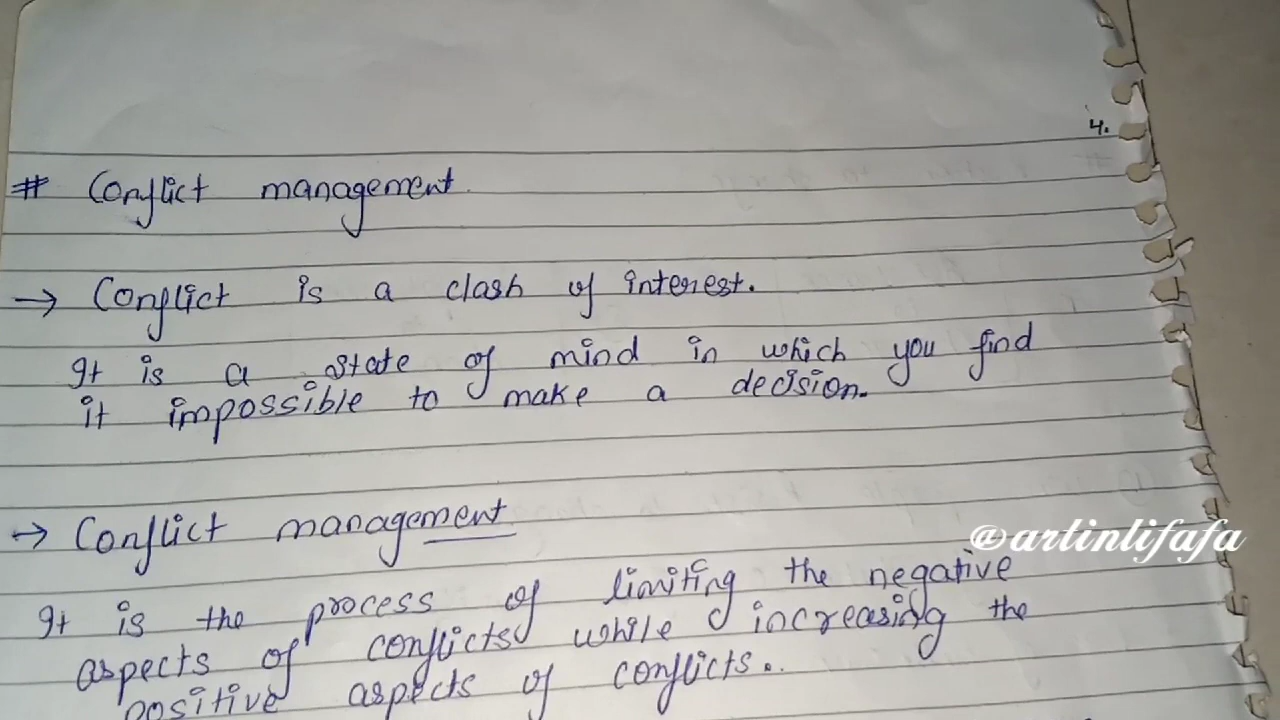 4.
# Conflict management.
→ Conflict is a clash of interest.
It is a state of mind in which you find
it impossible to make a decision.
→ Conflict management
@artinlifafa
It is the process of limiting the negative
aspects of conflicts while increasing the
positive aspects of conflicts..